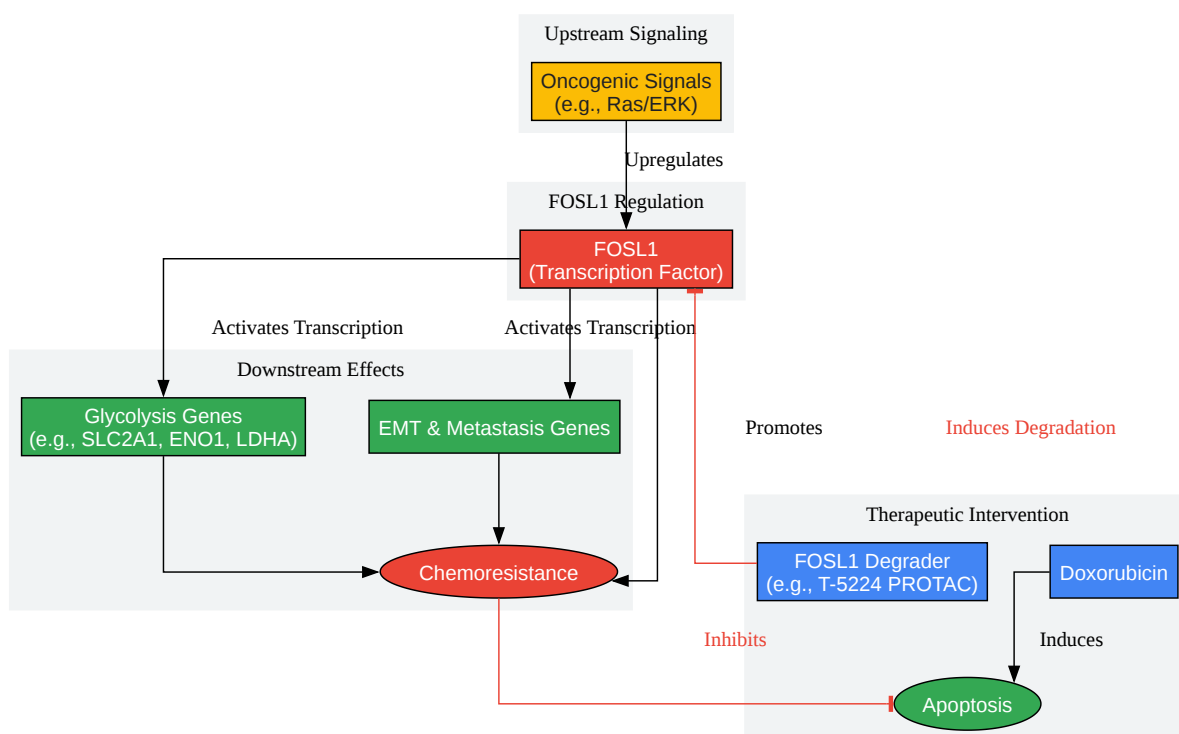 Upstream Signaling
Oncogenic Signals
(e.g., Ras/ERK)
Upregulates
FOSL1 Regulation
FOSL1
(Transcription Factor)
Activates Transcription
Activates Transcription
Downstream Effects
Glycolysis Genes
(e.g., SLC2A1, ENO1, LDHA)
EMT & Metastasis Genes
Promotes
Induces Degradation
Therapeutic Intervention
FOSL1 Degrader
(e.g., T-5224 PROTAC)
Doxorubicin
Chemoresistance
Inhibits
Induces
Apoptosis